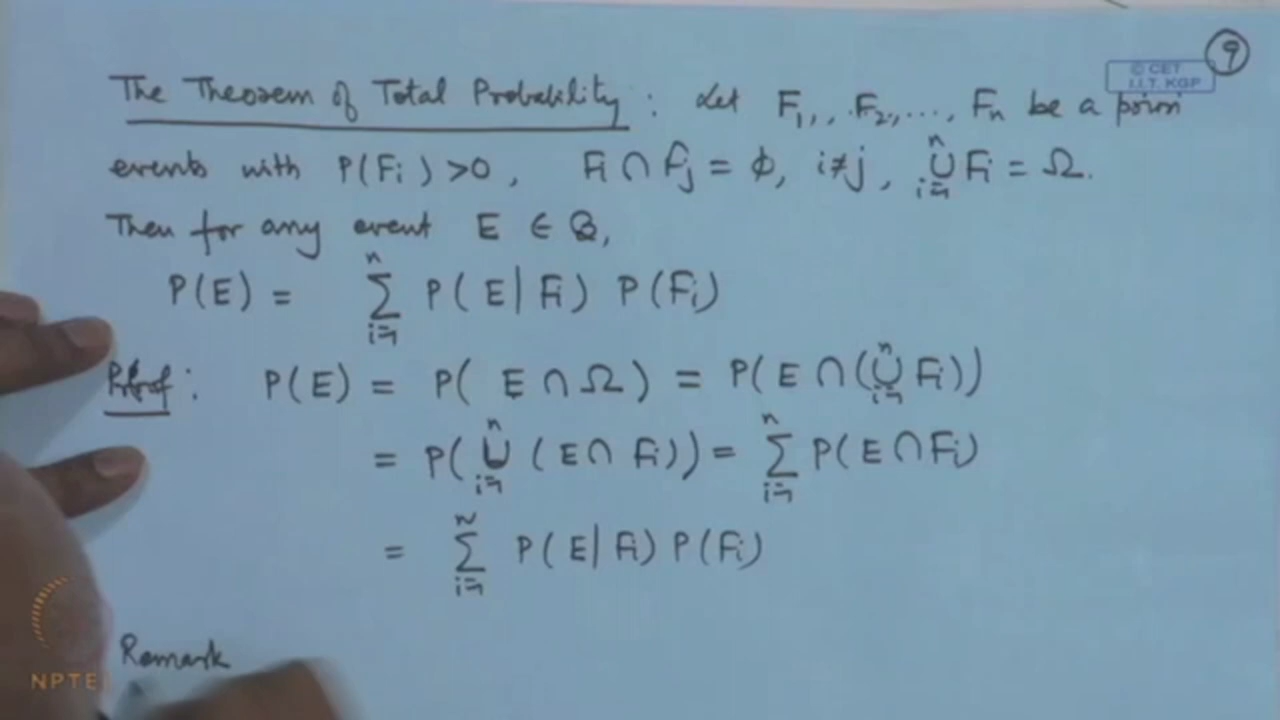 9
© CET
I.I.T. KGP
The Theorem of Total Probability : Let F₁, F₂, ..., Fₙ be a
events with P(Fi) > 0, Fi ∩ Fj = ϕ, i≠j, ⋃ᵢ₌₁ⁿ Fi = Ω.
Then for any event E ∈
P(E) = ∑ᵢ₌₁ⁿ P(E|Fi) P(Fi)
Proof : P(E) = P(E ∩ Ω) = P(E ∩ (⋃ᵢ₌₁ⁿ Fi))
= P(⋃ᵢ₌₁ⁿ (E ∩ Fi)) = ∑ᵢ₌₁ⁿ P(E ∩ Fi)
= ∑ᵢ₌₁ⁿ P(E|Fi) P(Fi)
Remark
NPTE